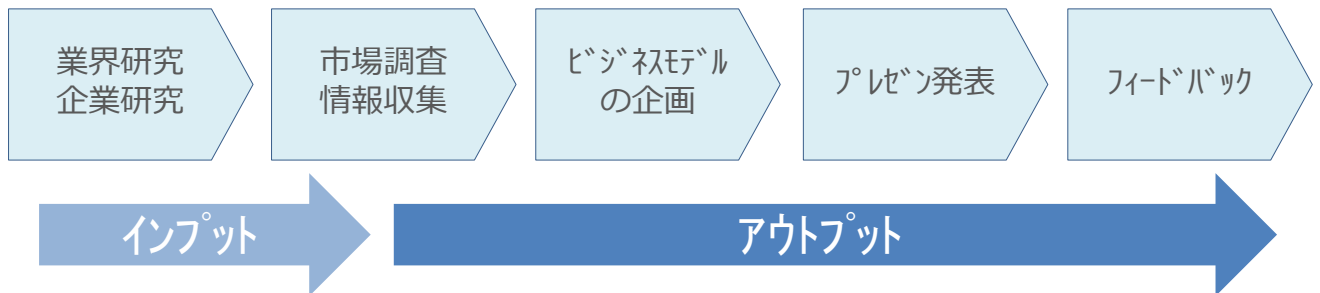 業界研究
企業研究
市場調査
情報収集
ﾋﾞｼﾞﾈｽﾓﾃﾞﾙ
の企画
ﾌﾟﾚｾﾞﾝ発表
ﾌｨｰﾄﾞﾊﾞｯｸ
インプット
アウトプット